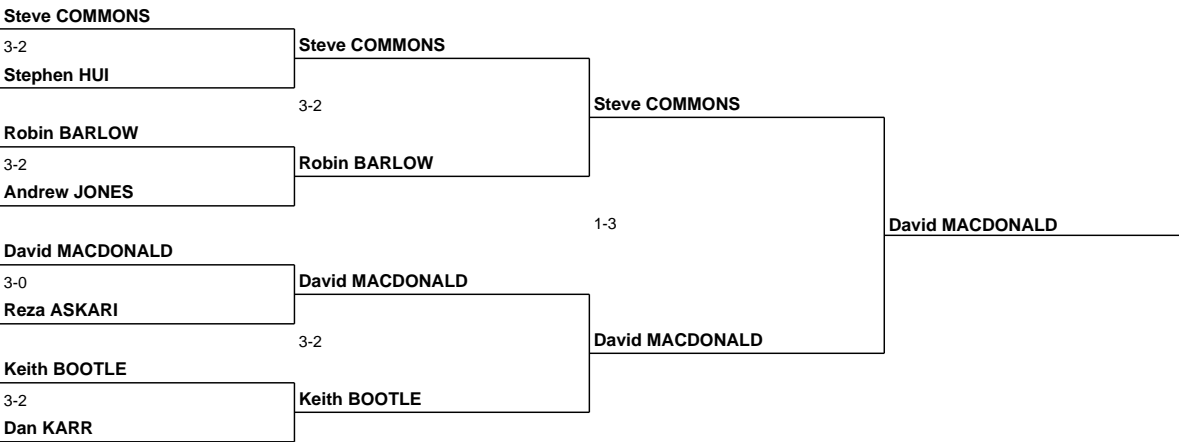 Steve COMMONS
3-2
Steve COMMONS
Stephen HUI
3-2
Steve COMMONS
Robin BARLOW
3-2
Robin BARLOW
Andrew JONES
1-3
David MACDONALD
David MACDONALD
3-0
David MACDONALD
Reza ASKARI
3-2
David MACDONALD
Keith BOOTLE
3-2
Keith BOOTLE
Dan KARR